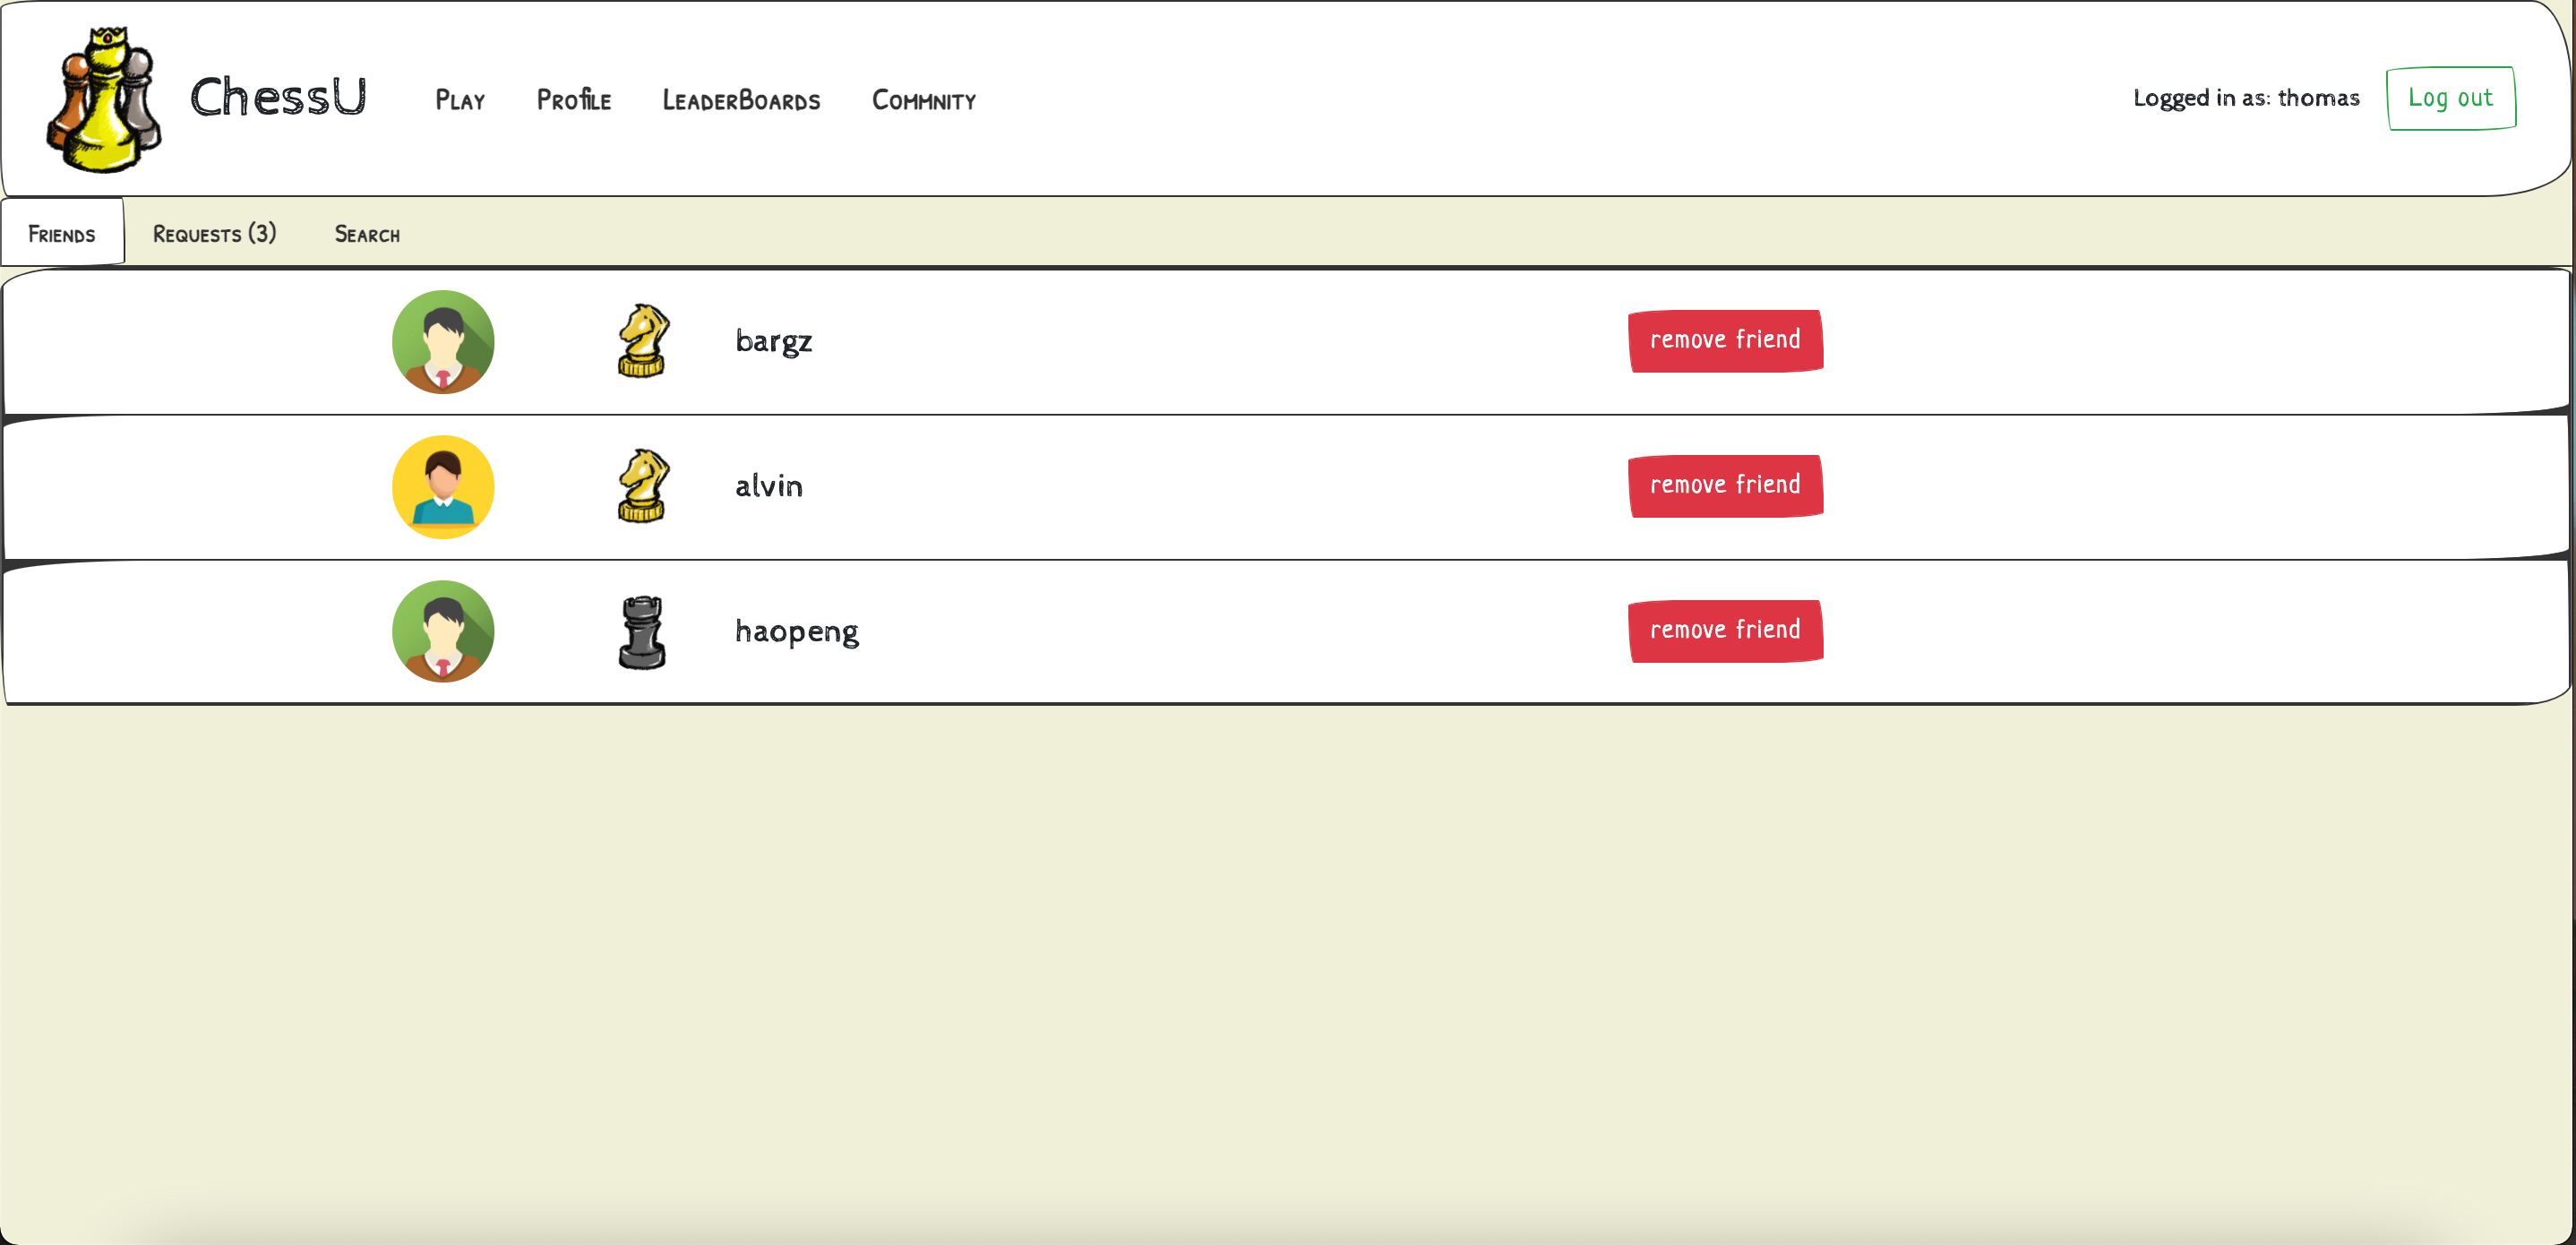 ChessU Play Profile LeaderBoards Commnity Logged in as: thomas Log out
Friends Requests (3) Search
bargz remove friend
alvin remove friend
haopeng remove friend